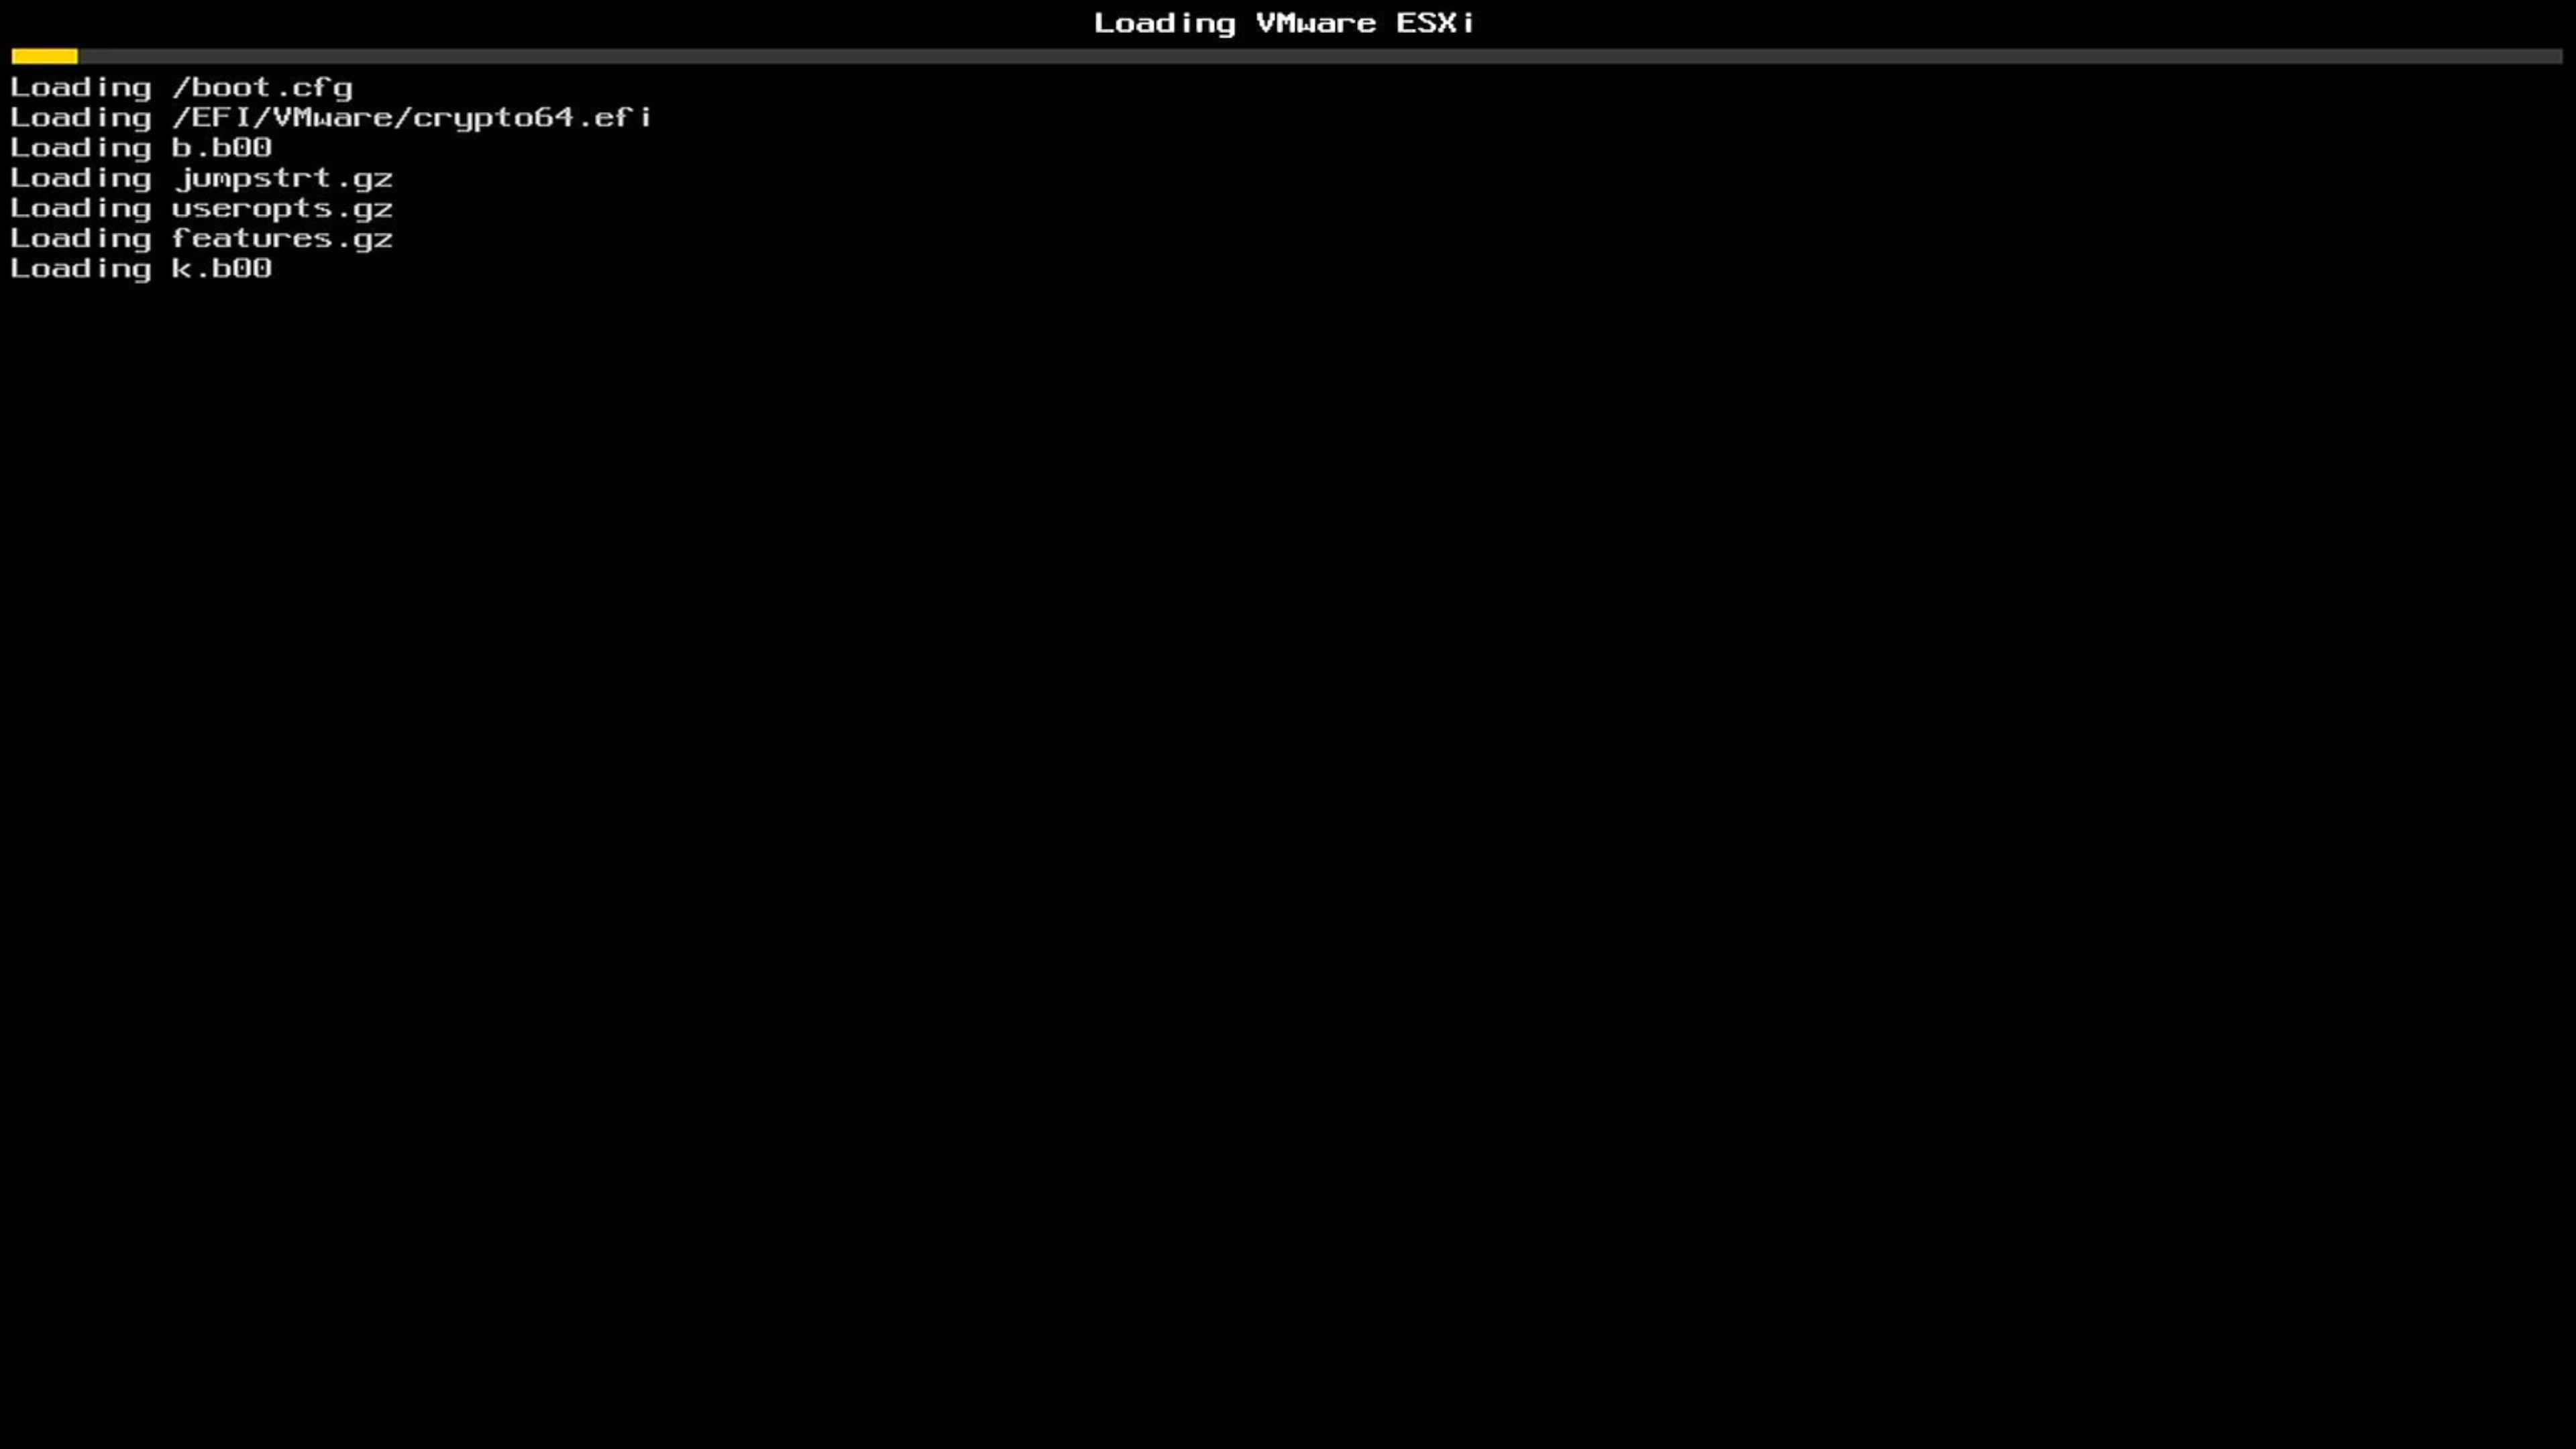 Loading VMware ESXi
Loading /boot.cfg
Loading /EFI/VMware/crypto64.efi
Loading b.b00
Loading jumpstrt.gz
Loading useropts.gz
Loading features.gz
Loading k.b00